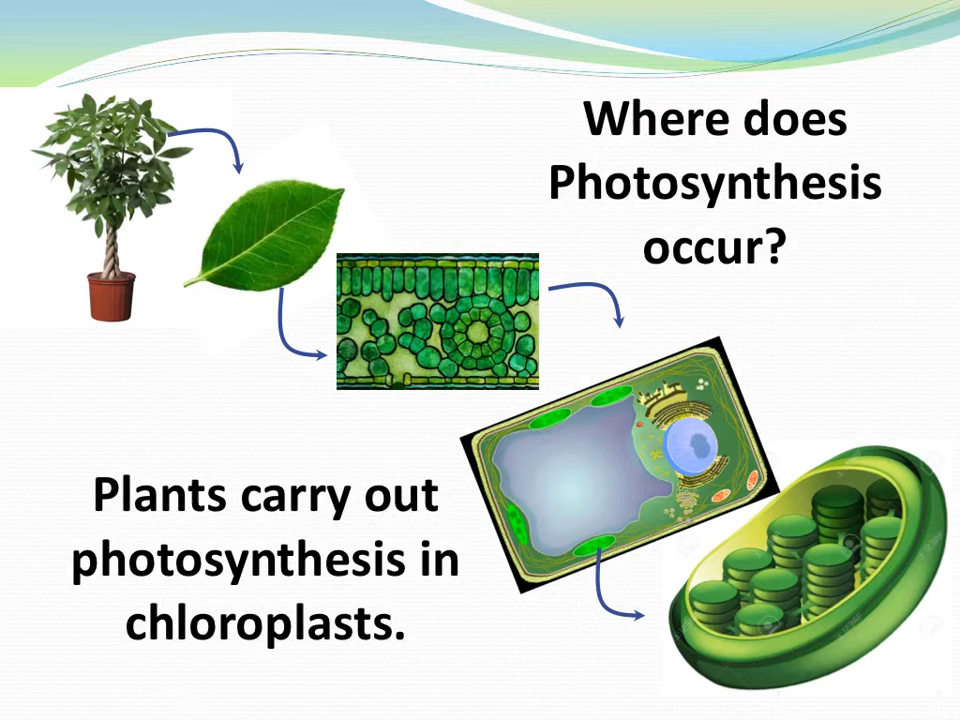 Where does
Photosynthesis
occur?
Plants carry out
photosynthesis in
chloroplasts.